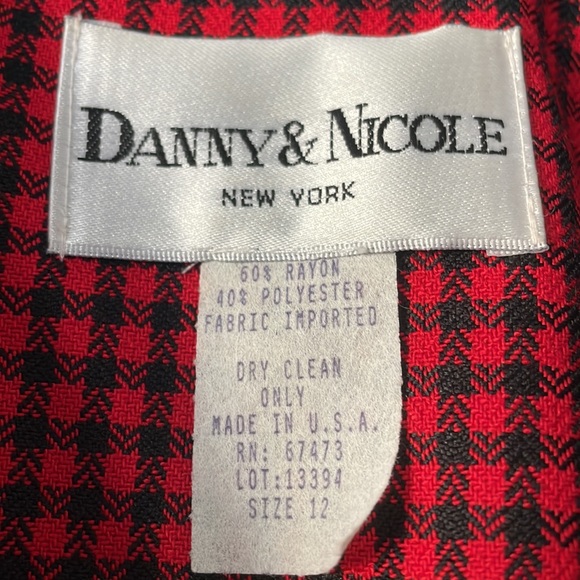 DANNY & NICOLE
NEW YORK
60% RAYON
40% POLYESTER
FABRIC IMPORTED
DRY CLEAN
ONLY
MADE IN U.S.A.
RN: 67473
LOT:13394
SIZE 12